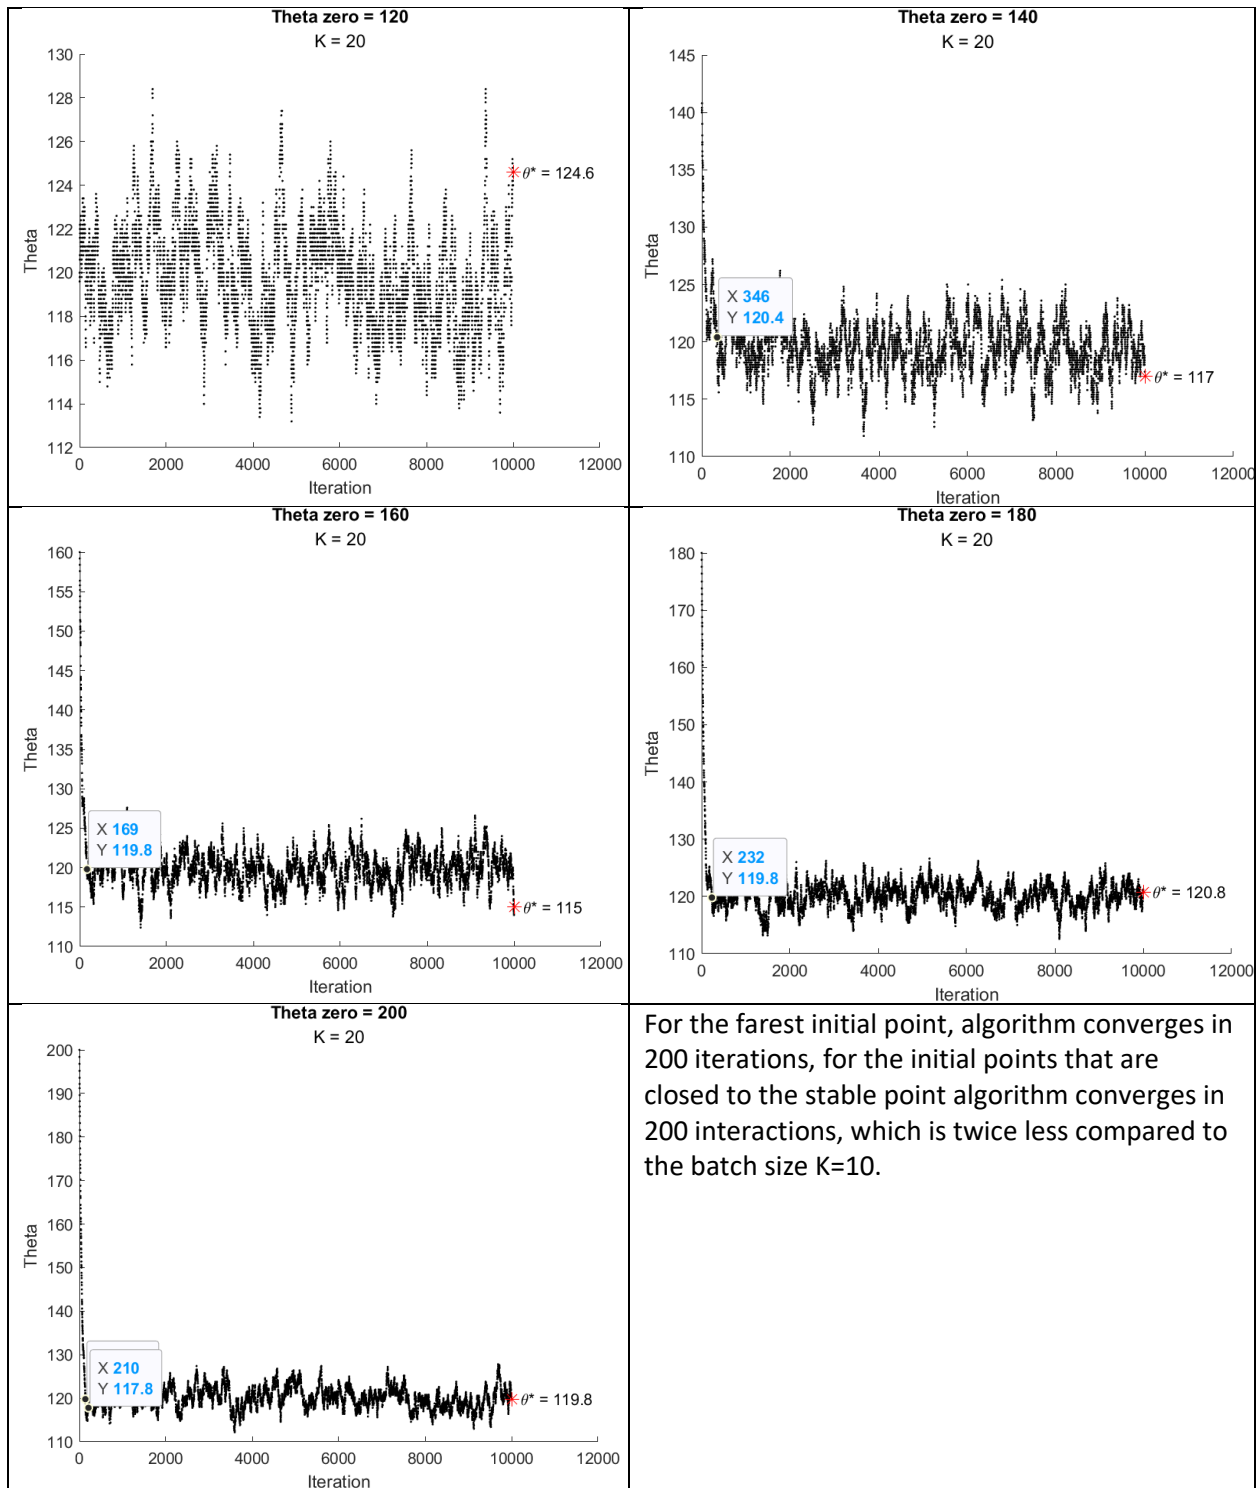 Theta zero = 120
K = 20
130
128
126
124
122
120
118
116
114
112
Theta
0
2000
4000
6000
8000
10000
12000
Iteration
θ* = 124.6
Theta zero = 140
K = 20
145
140
135
130
125
120
115
110
Theta
0
2000
4000
6000
8000
10000
12000
Iteration
X 346
Y 120.4
θ* = 117
Theta zero = 160
K = 20
160
155
150
145
140
135
130
125
120
115
110
Theta
0
2000
4000
6000
8000
10000
12000
Iteration
X 169
Y 119.8
θ* = 115
Theta zero = 180
K = 20
180
170
160
150
140
130
120
110
Theta
0
2000
4000
6000
8000
10000
12000
Iteration
X 232
Y 119.8
θ* = 120.8
Theta zero = 200
K = 20
200
190
180
170
160
150
140
130
120
110
Theta
0
2000
4000
6000
8000
10000
12000
Iteration
X 210
Y 117.8
θ* = 119.8
For the farest initial point, algorithm converges in
200 iterations, for the initial points that are
closed to the stable point algorithm converges in
200 interactions, which is twice less compared to
the batch size K=10.